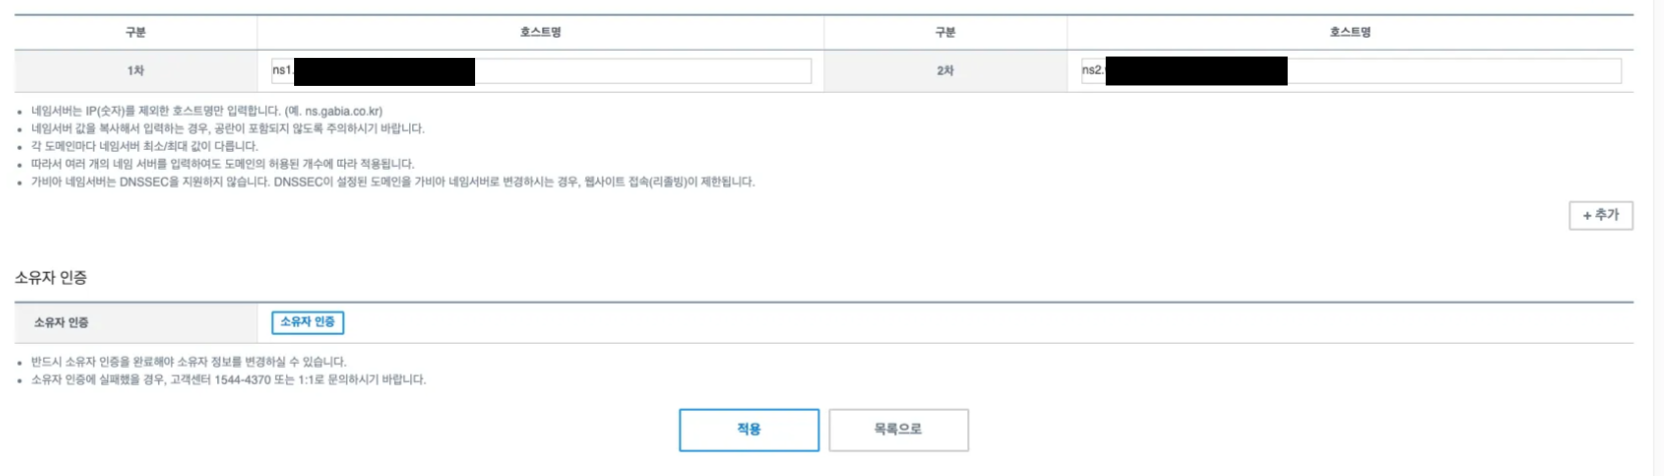 구분 호스트명 구분 호스트명
1차 ns1. 2차 ns2.
• 네임서버는 IP(숫자)를 제외한 호스트명만 입력합니다. (예. ns.gabia.co.kr)
• 네임서버 값을 복사해서 입력하는 경우, 공란이 포함되지 않도록 주의하시기 바랍니다.
• 각 도메인마다 네임서버 최소/최대 값이 다릅니다.
• 따라서 여러 개의 네임 서버를 입력하여도 도메인의 허용된 개수에 따라 적용됩니다.
• 가비아 네임서버는 DNSSEC을 지원하지 않습니다. DNSSEC이 설정된 도메인을 가비아 네임서버로 변경하시는 경우, 웹사이트 접속(리졸빙)이 제한됩니다.
+ 추가
소유자 인증
소유자 인증 소유자 인증
• 반드시 소유자 인증을 완료해야 소유자 정보를 변경하실 수 있습니다.
• 소유자 인증에 실패했을 경우, 고객센터 1544-4370 또는 1:1로 문의하시기 바랍니다.
적용 목록으로